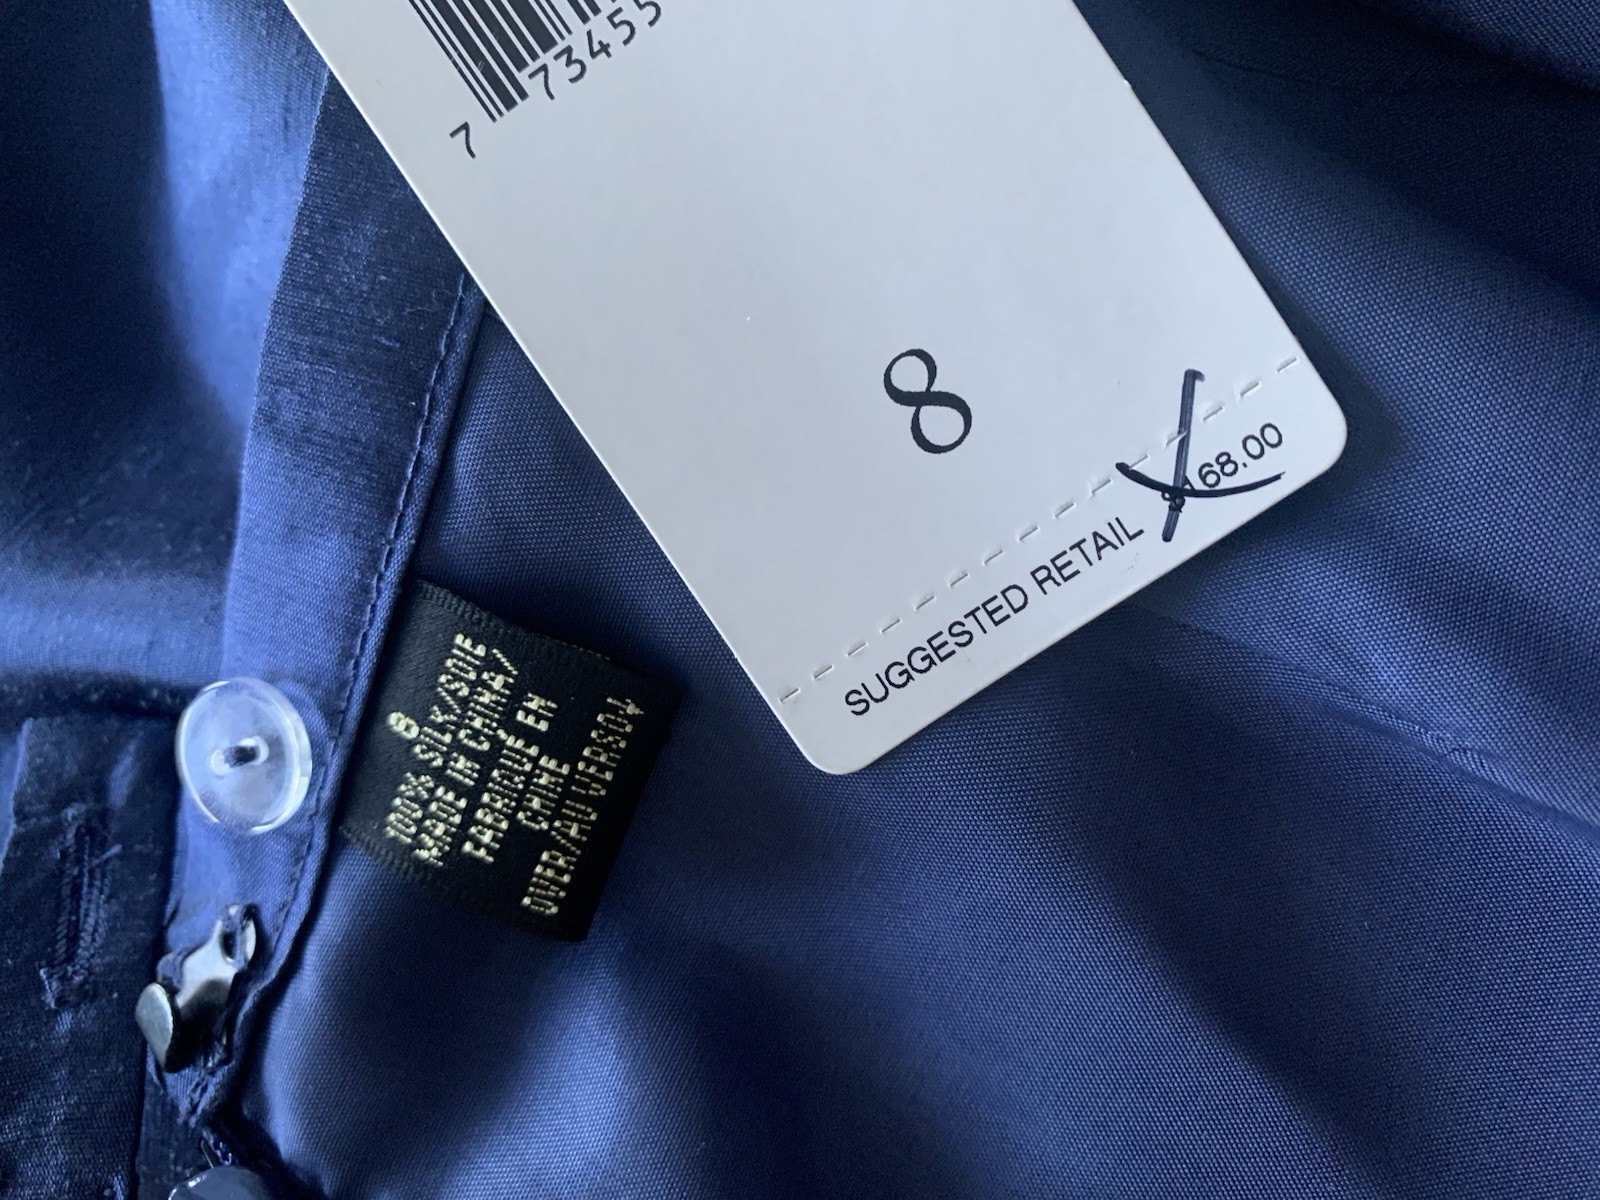 7 73455
8
SUGGESTED RETAIL $168.00
8
100% SILK/SOIE
MADE IN CHINA/
FABRIQUÉ EN
CHINE
OVER/AU VERSO↓